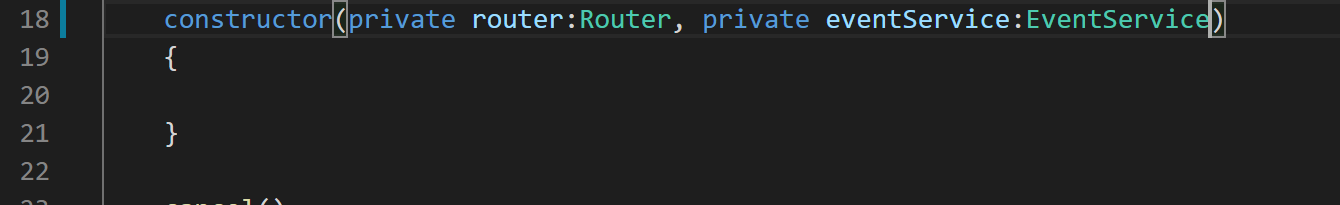 18 constructor(private router:Router, private eventService:EventService)
19 {
20
21 }
22